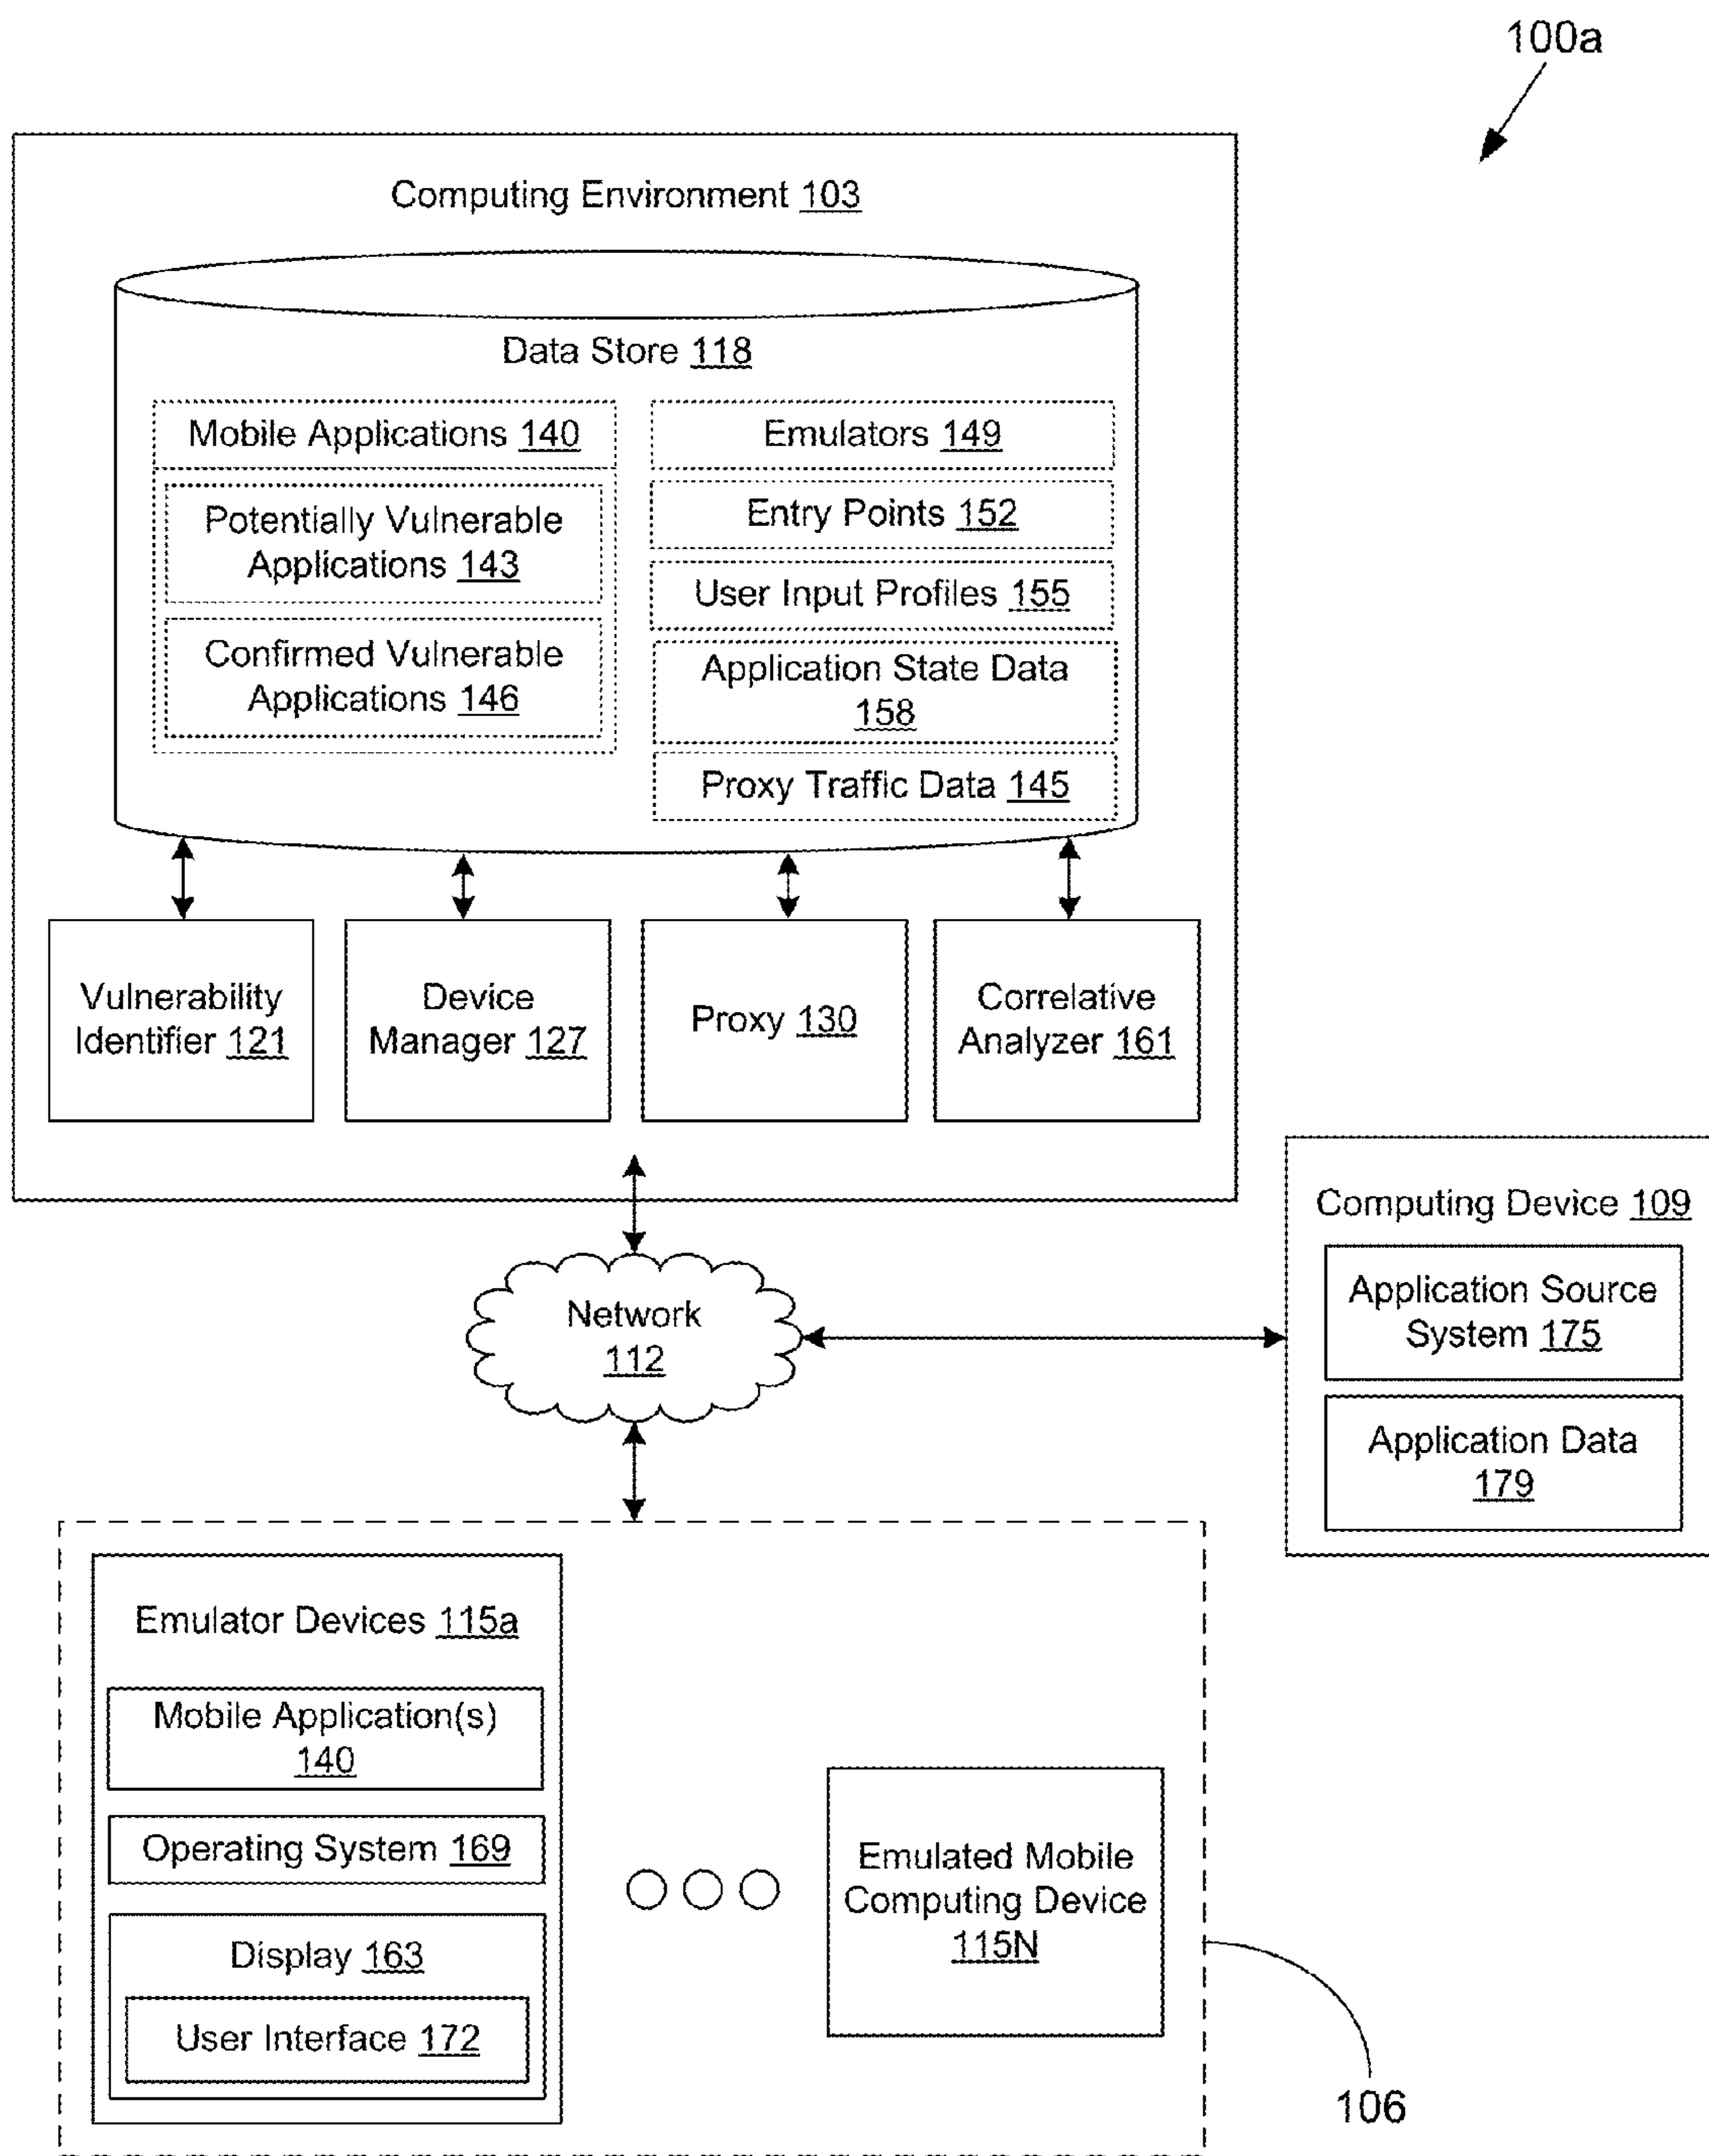 100a
Computing Environment 103
Data Store 118
Mobile Applications 140
Potentially Vulnerable
Applications 143
Confirmed Vulnerable
Applications 146
Emulators 149
Entry Points 152
User Input Profiles 155
Application State Data
158
Proxy Traffic Data 145
Vulnerability
Identifier 121
Device
Manager 127
Proxy 130
Correlative
Analyzer 161
Network
112
Computing Device 109
Application Source
System 175
Application Data
179
Emulator Devices 115a
Mobile Application(s)
140
Operating System 169
Display 163
User Interface 172
Emulated Mobile
Computing Device
115N
106